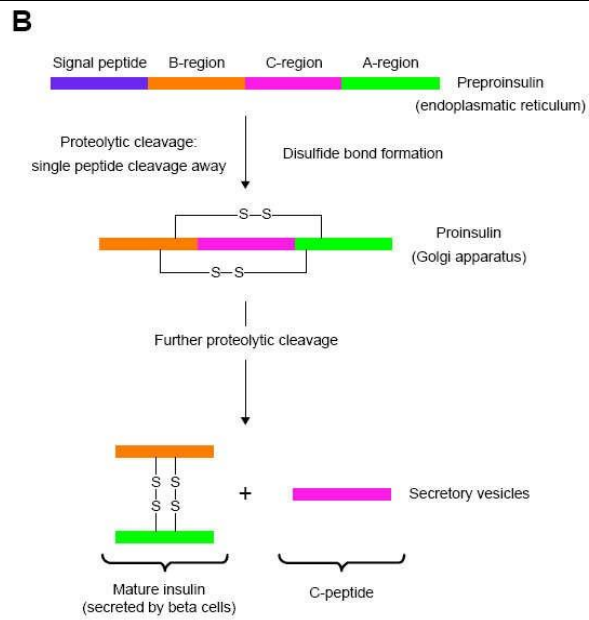 B
Signal peptide B-region C-region A-region
Preproinsulin
(endoplasmatic reticulum)
Proteolytic cleavage:
single peptide cleavage away
Disulfide bond formation
S-S
Proinsulin
(Golgi apparatus)
S-S
Further proteolytic cleavage
S S
S S
+
Secretory vesicles
Mature insulin
(secreted by beta cells)
C-peptide